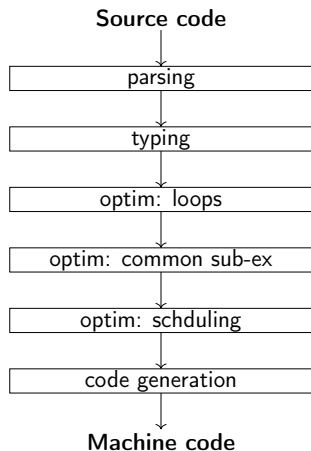 Source code
parsing
typing
optim: loops
optim: common sub-ex
optim: schduling
code generation
Machine code